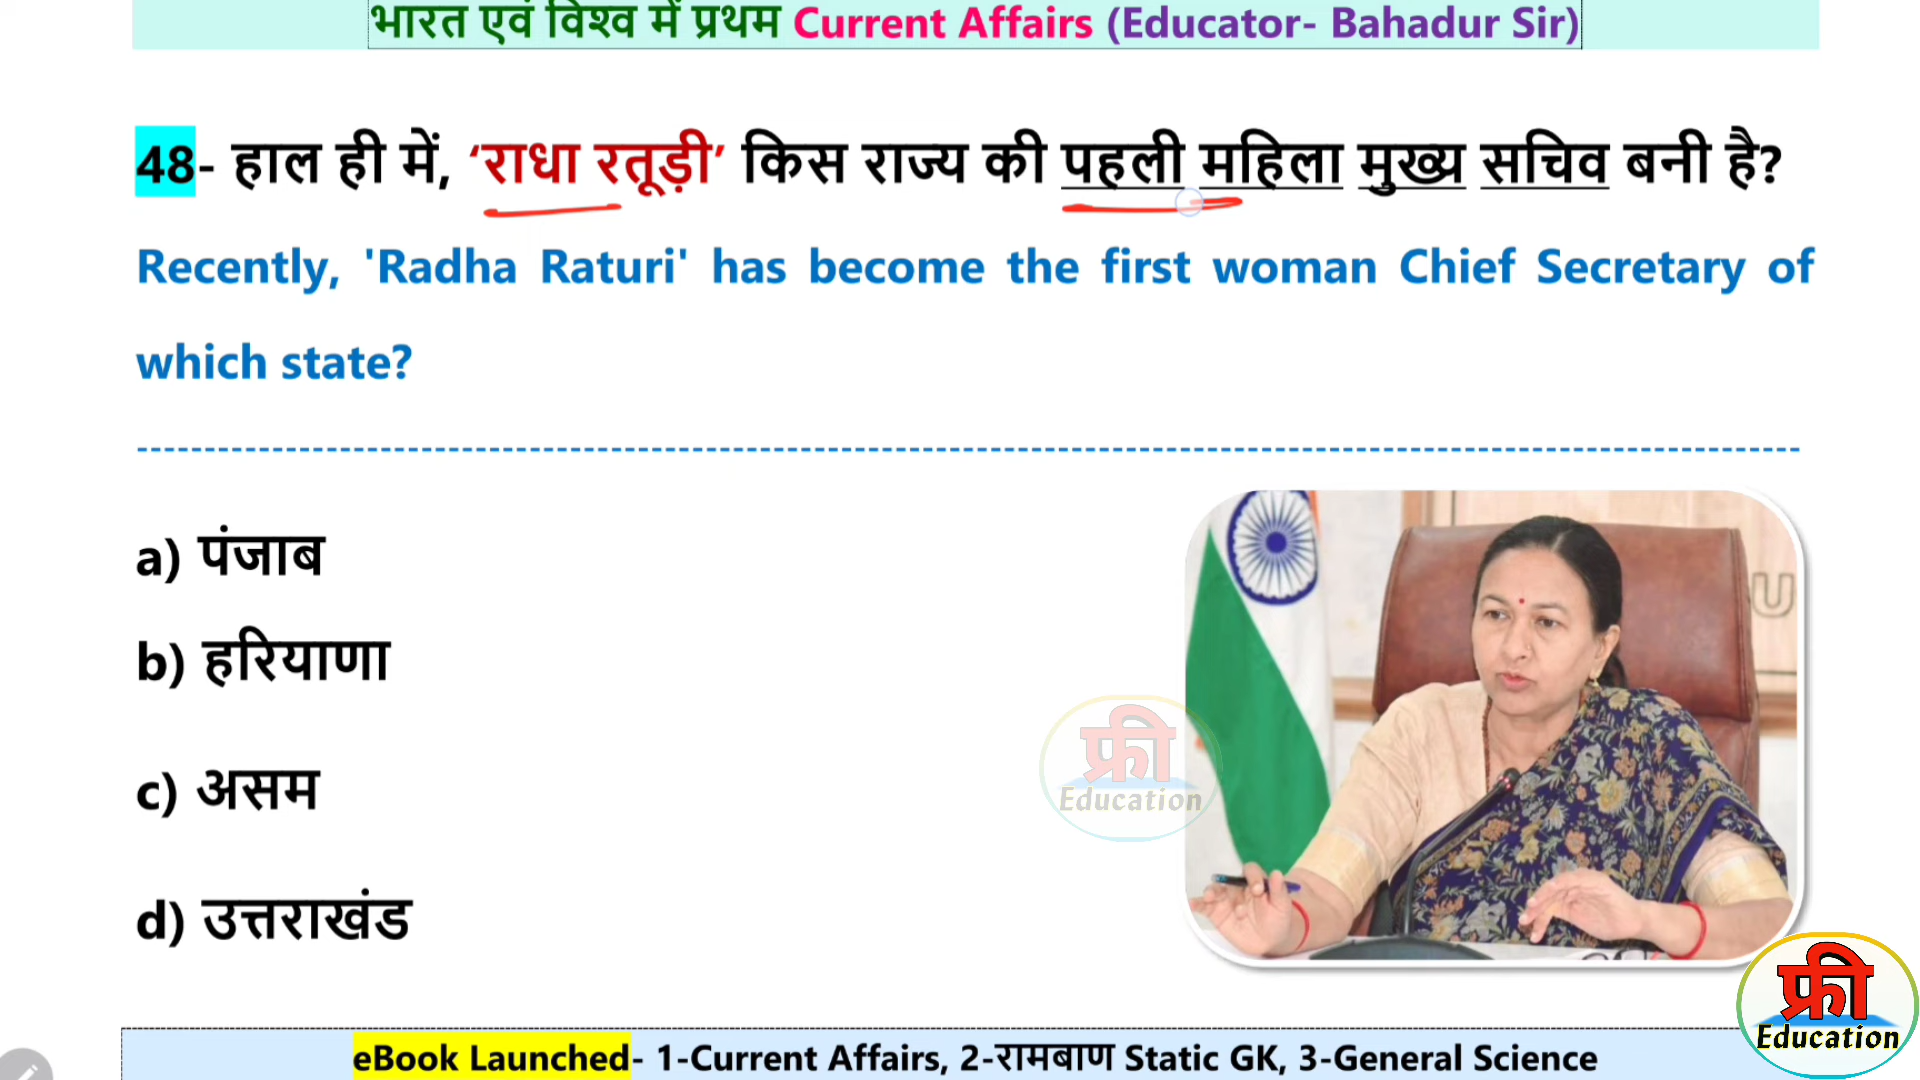 भारत एवं विश्व में प्रथम Current Affairs (Educator- Bahadur Sir)
48- हाल ही में, ‘राधा रतूड़ी’ किस राज्य की पहली महिला मुख्य सचिव बनी है?
Recently, 'Radha Raturi' has become the first woman Chief Secretary of
which state?
a) पंजाब
b) हरियाणा
c) असम
d) उत्तराखंड
U
फ्री
Education
फ्री
Education
eBook Launched- 1-Current Affairs, 2-रामबाण Static GK, 3-General Science